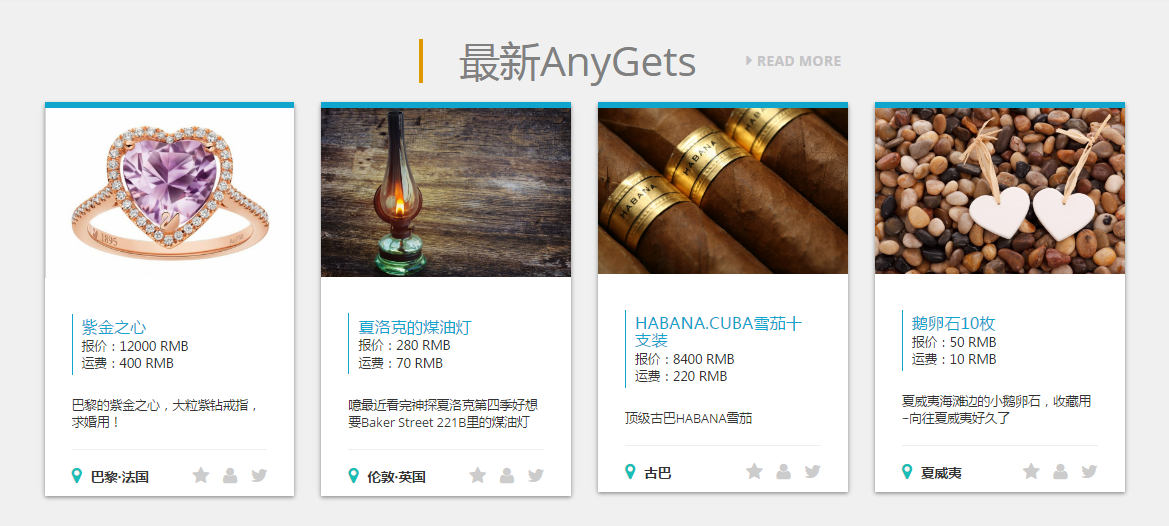 最新AnyGets
READ MORE
W 1895
HABANA
HABANA
HABANA
紫金之心
报价：12000 RMB
运费：400 RMB
巴黎的紫金之心，大粒紫钻戒指，
求婚用！
巴黎·法国
夏洛克的煤油灯
报价：280 RMB
运费：70 RMB
噫最近看完神探夏洛克第四季好想
要Baker Street 221B里的煤油灯
伦敦·英国
HABANA.CUBA雪茄十
支装
报价：8400 RMB
运费：220 RMB
顶级古巴HABANA雪茄
古巴
鹅卵石10枚
报价：50 RMB
运费：10 RMB
夏威夷海滩边的小鹅卵石，收藏用
~向往夏威夷好久了
夏威夷